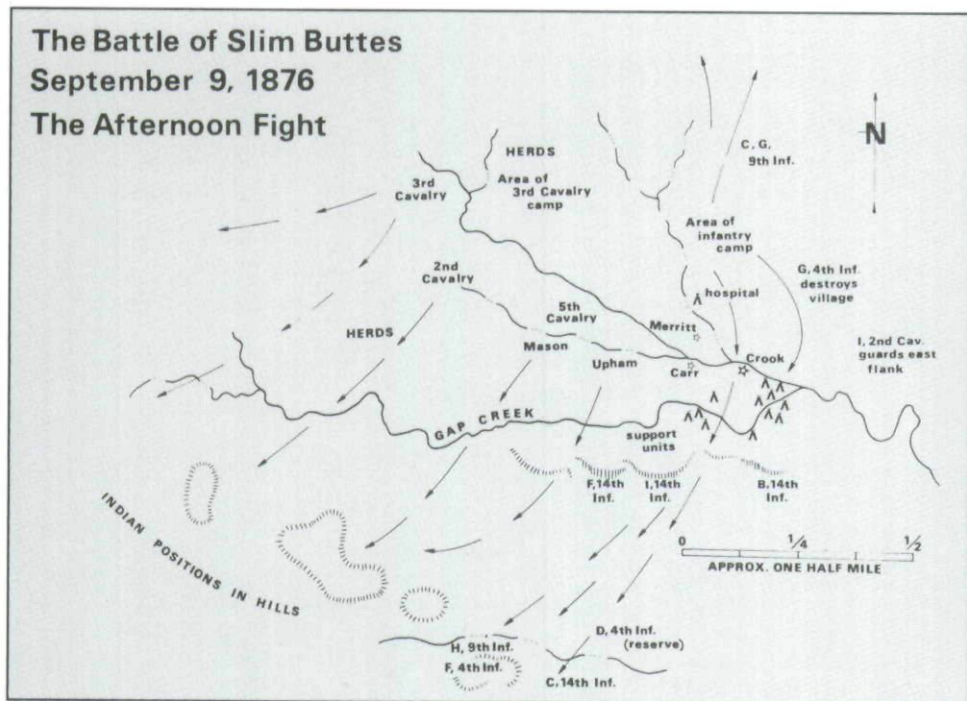 The Battle of Slim Buttes
September 9, 1876
The Afternoon Fight
N
C, G,
9th Inf.
HERDS
3rd
Cavalry
Area of
3rd Cavalry
camp
Area of
infantry
camp
2nd
Cavalry
G, 4th Inf.
destroys
village
hospital
5th
Cavalry
HERDS
Merritt
Mason
Crook
I, 2nd Cav.
guards east
flank
Upham
Carr
GAP CREEK
support
units
F, 14th
Inf.
I, 14th
Inf.
B, 14th
Inf.
INDIAN POSITIONS IN HILLS
0
1/4
1/2
APPROX. ONE HALF MILE
D, 4th Inf.
(reserve)
H, 9th Inf.
F, 4th Inf.
C, 14th Inf.